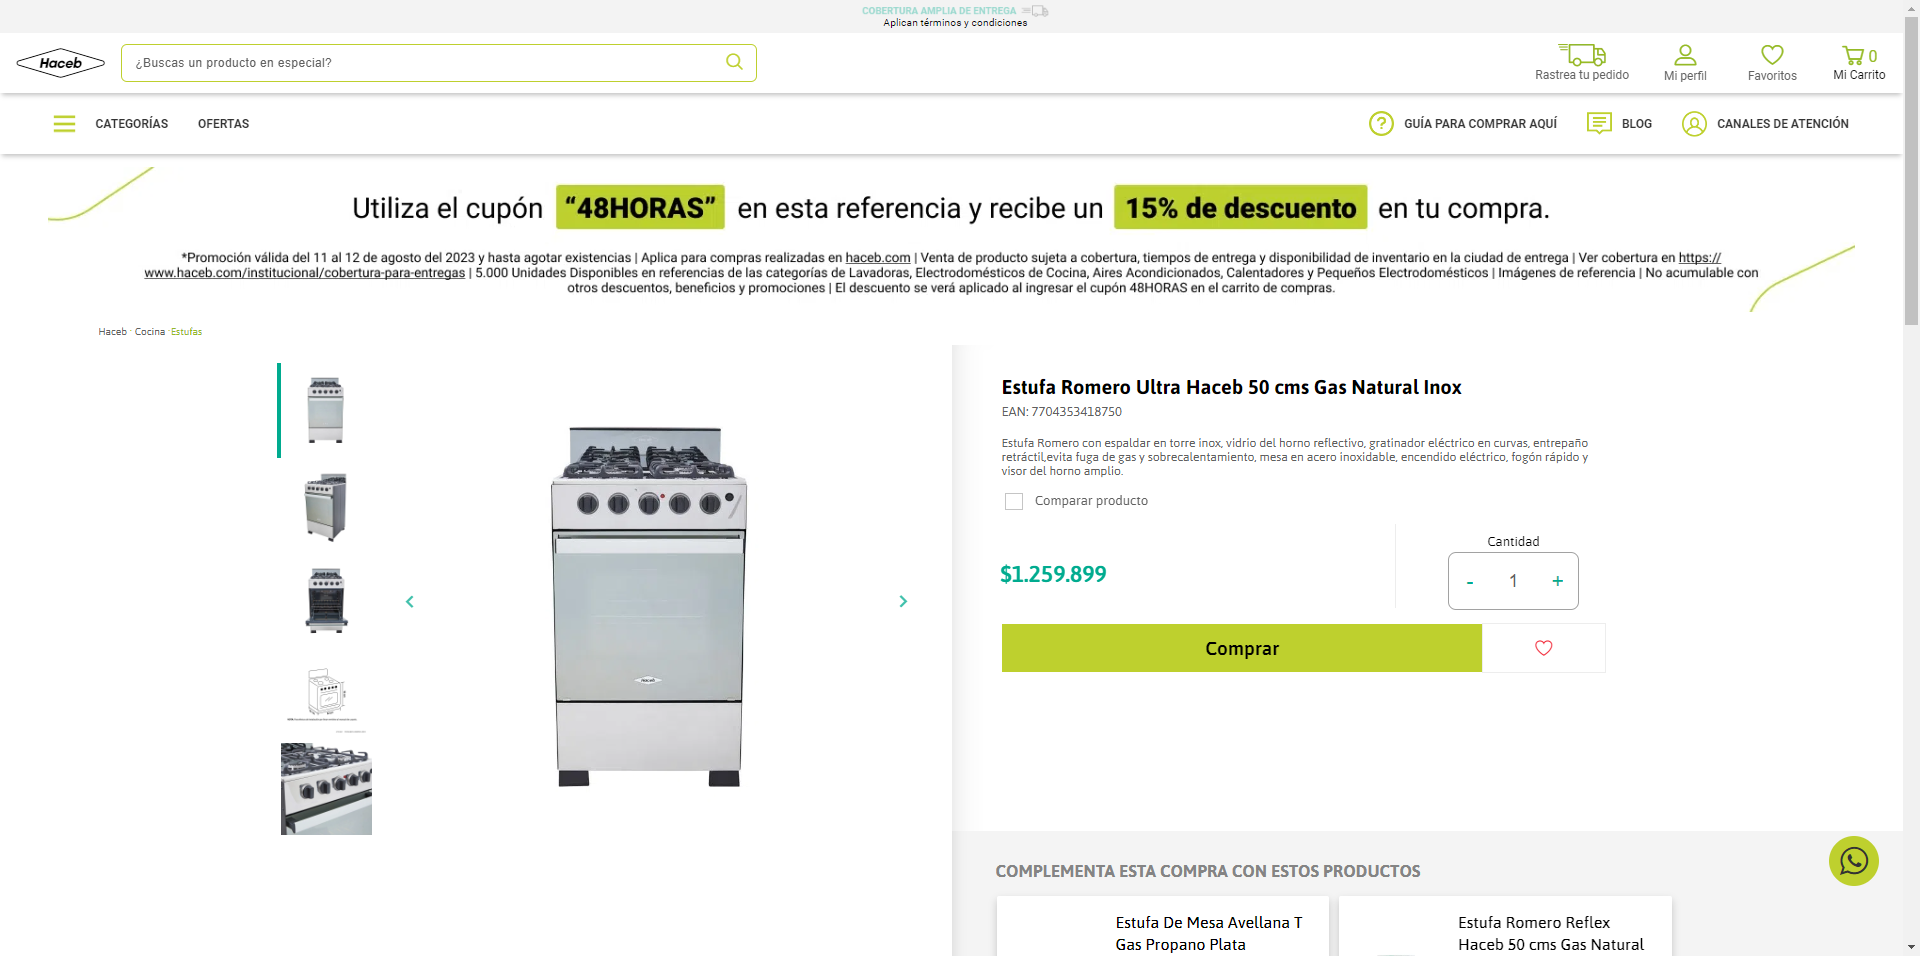 COBERTURA AMPLIA DE ENTREGA
Aplican términos y condiciones
Haceb
¿Buscas un producto en especial?
Rastrea tu pedido
Mi perfil
Favoritos
0
Mi Carrito
CATEGORÍAS
OFERTAS
GUÍA PARA COMPRAR AQUÍ
BLOG
CANALES DE ATENCIÓN
Utiliza el cupón “48HORAS” en esta referencia y recibe un 15% de descuento en tu compra.
*Promoción válida del 11 al 12 de agosto del 2023 y hasta agotar existencias | Aplica para compras realizadas en haceb.com | Venta de producto sujeta a cobertura, tiempos de entrega y disponibilidad de inventario en la ciudad de entrega | Ver cobertura en https://
www.haceb.com/institucional/cobertura-para-entregas | 5.000 Unidades Disponibles en referencias de las categorías de Lavadoras, Electrodomésticos de Cocina, Aires Acondicionados, Calentadores y Pequeños Electrodomésticos | Imágenes de referencia | No acumulable con
otros descuentos, beneficios y promociones | El descuento se verá aplicado al ingresar el cupón 48HORAS en el carrito de compras.
Haceb · Cocina · Estufas
Haceb
Estufa Romero Ultra Haceb 50 cms Gas Natural Inox
EAN: 7704353418750
Estufa Romero con espaldar en torre inox, vidrio del horno reflectivo, gratinador eléctrico en curvas, entrepaño
retráctil,evita fuga de gas y sobrecalentamiento, mesa en acero inoxidable, encendido eléctrico, fogón rápido y
visor del horno amplio.
Comparar producto
Cantidad
$1.259.899
- 1 +
Comprar
COMPLEMENTA ESTA COMPRA CON ESTOS PRODUCTOS
Estufa De Mesa Avellana T
Gas Propano Plata
Estufa Romero Reflex
Haceb 50 cms Gas Natural